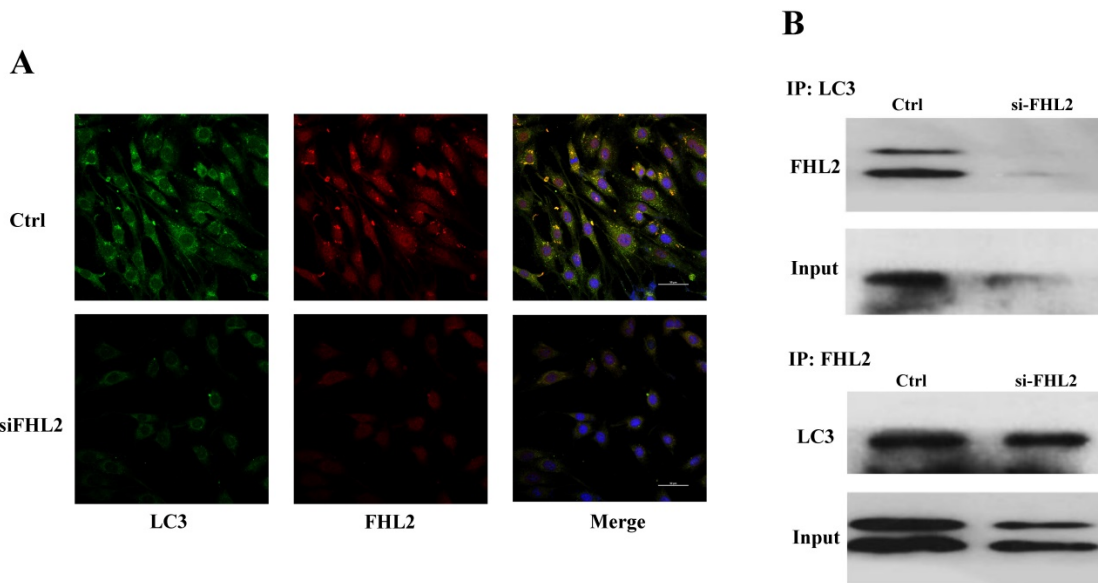 A
Ctrl
siFHL2
LC3 FHL2 Merge
B
IP: LC3
Ctrl si-FHL2
FHL2
Input
IP: FHL2
Ctrl si-FHL2
LC3
Input